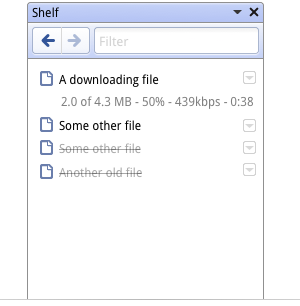 Shelf
Filter
A downloading file
2.0 of 4.3 MB - 50% - 439kbps - 0:38
Some other file
Some other file
Another old file